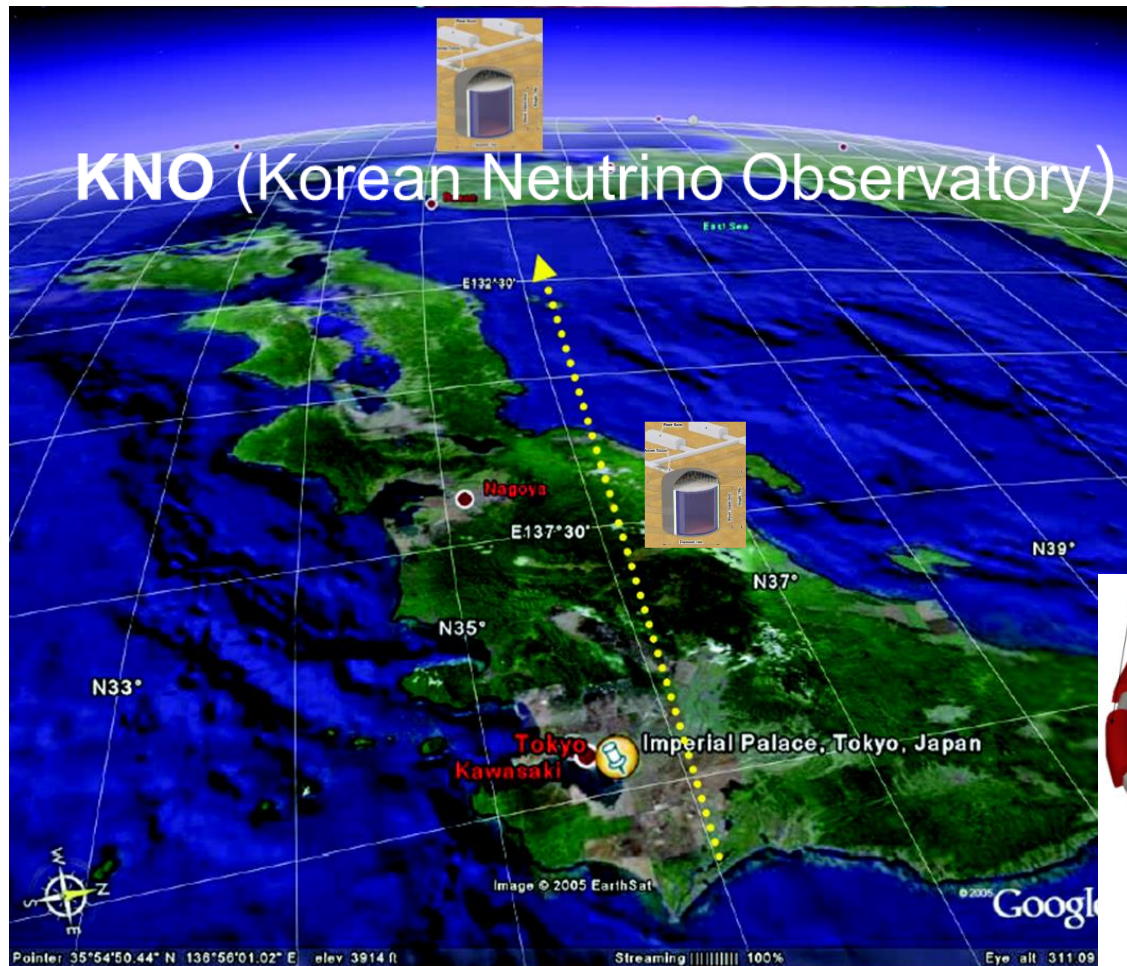 KNO (Korean Neutrino Observatory)
East Sea
E132°30'
Nagoya
E137°30'
N39°
N37°
N35°
N33°
Tokyo
Imperial Palace, Tokyo, Japan
Kawasaki
W
N
S
E
Image © 2005 EarthSat
© 2005 Google
Pointer 35°54'50.44" N 136°56'01.02" E elev 3914 ft
Streaming |||||||||| 100%
Eye alt 311.09